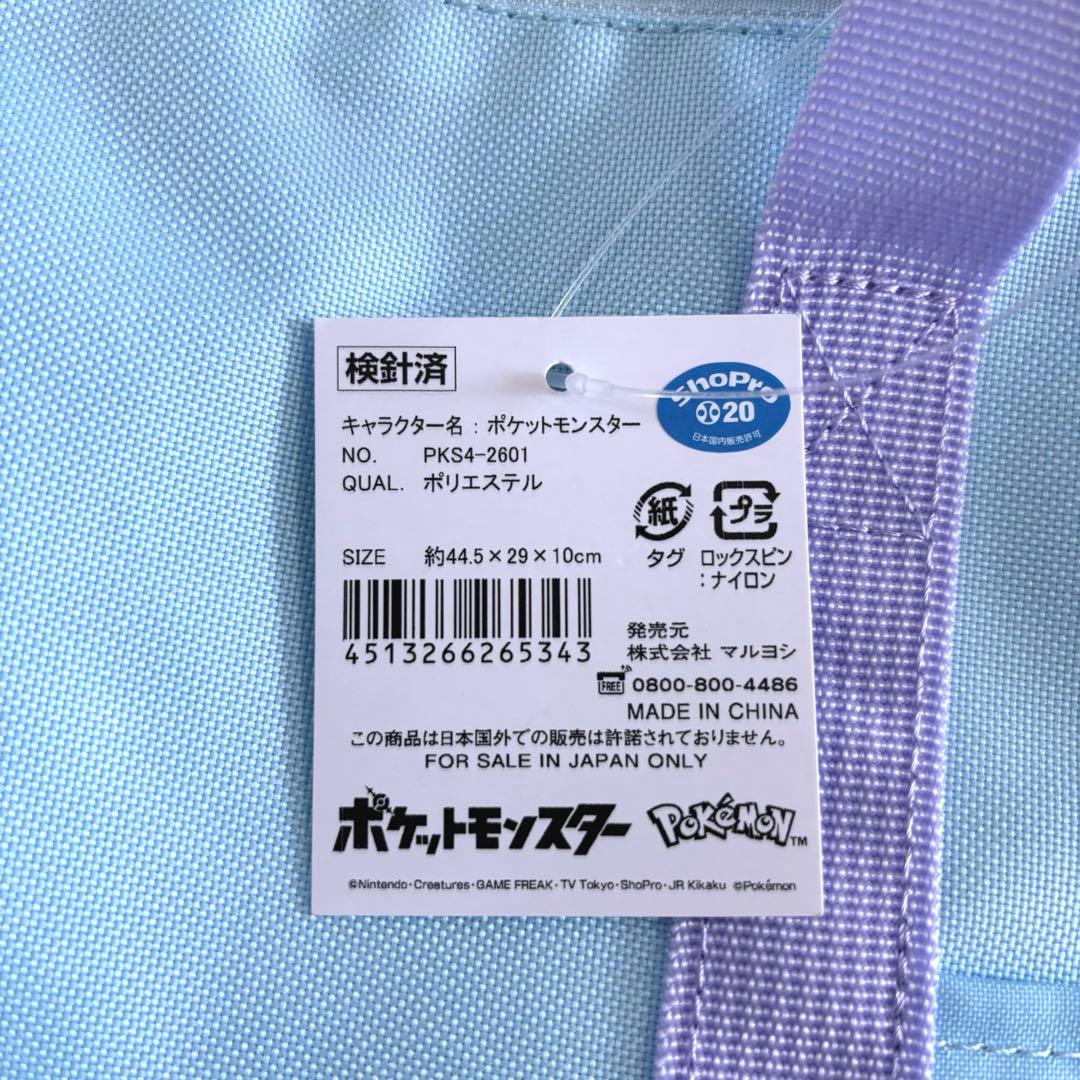 検針済
ShoPro
20
日本国内販売許可
キャラクター名：ポケットモンスター
NO. PKS4-2601
QUAL. ポリエステル
紙
プラ
タグ ロックスピン
：ナイロン
SIZE 約44.5×29×10cm
4513266265343
発売元
株式会社 マルヨシ
FREE 0800-800-4486
MADE IN CHINA
この商品は日本国外での販売は許諾されておりません。
FOR SALE IN JAPAN ONLY
ポケットモンスター POKéMON™
©Nintendo・Creatures・GAME FREAK・TV Tokyo・ShoPro・JR Kikaku ©Pokémon